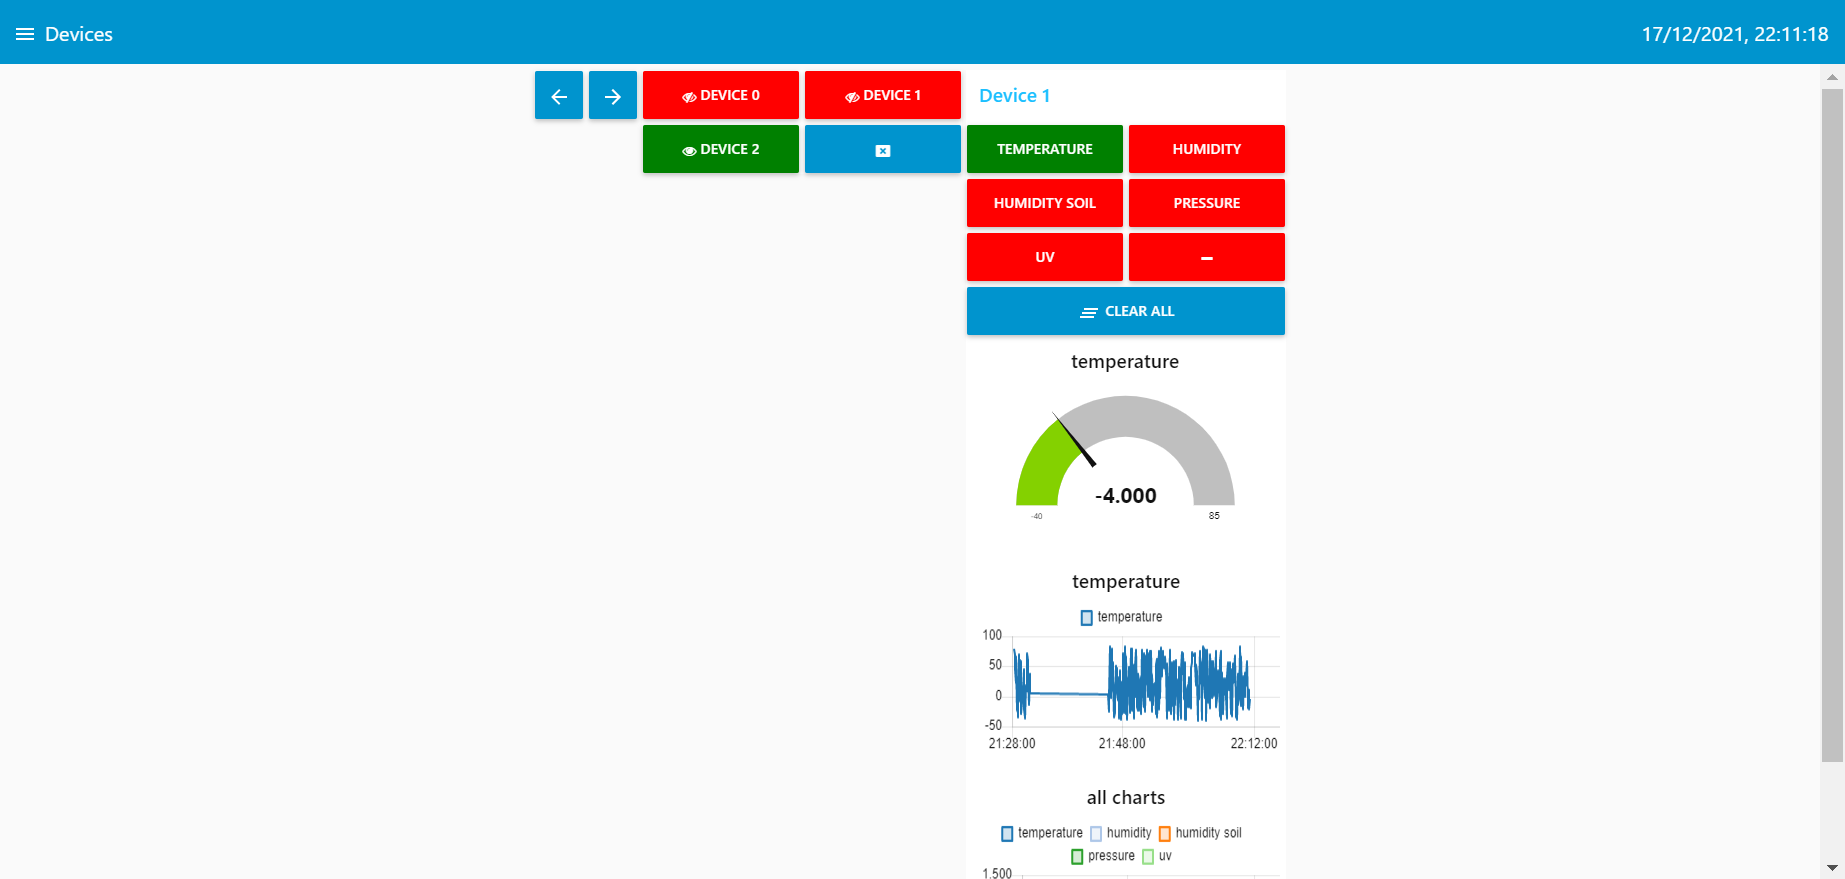 Devices
17/12/2021, 22:11:18
DEVICE 0
DEVICE 1
Device 1
DEVICE 2
TEMPERATURE
HUMIDITY
HUMIDITY SOIL
PRESSURE
UV
CLEAR ALL
temperature
-4.000
-40
85
temperature
temperature
100
50
0
-50
21:28:00
21:48:00
22:12:00
all charts
temperature humidity humidity soil
pressure uv
1.500